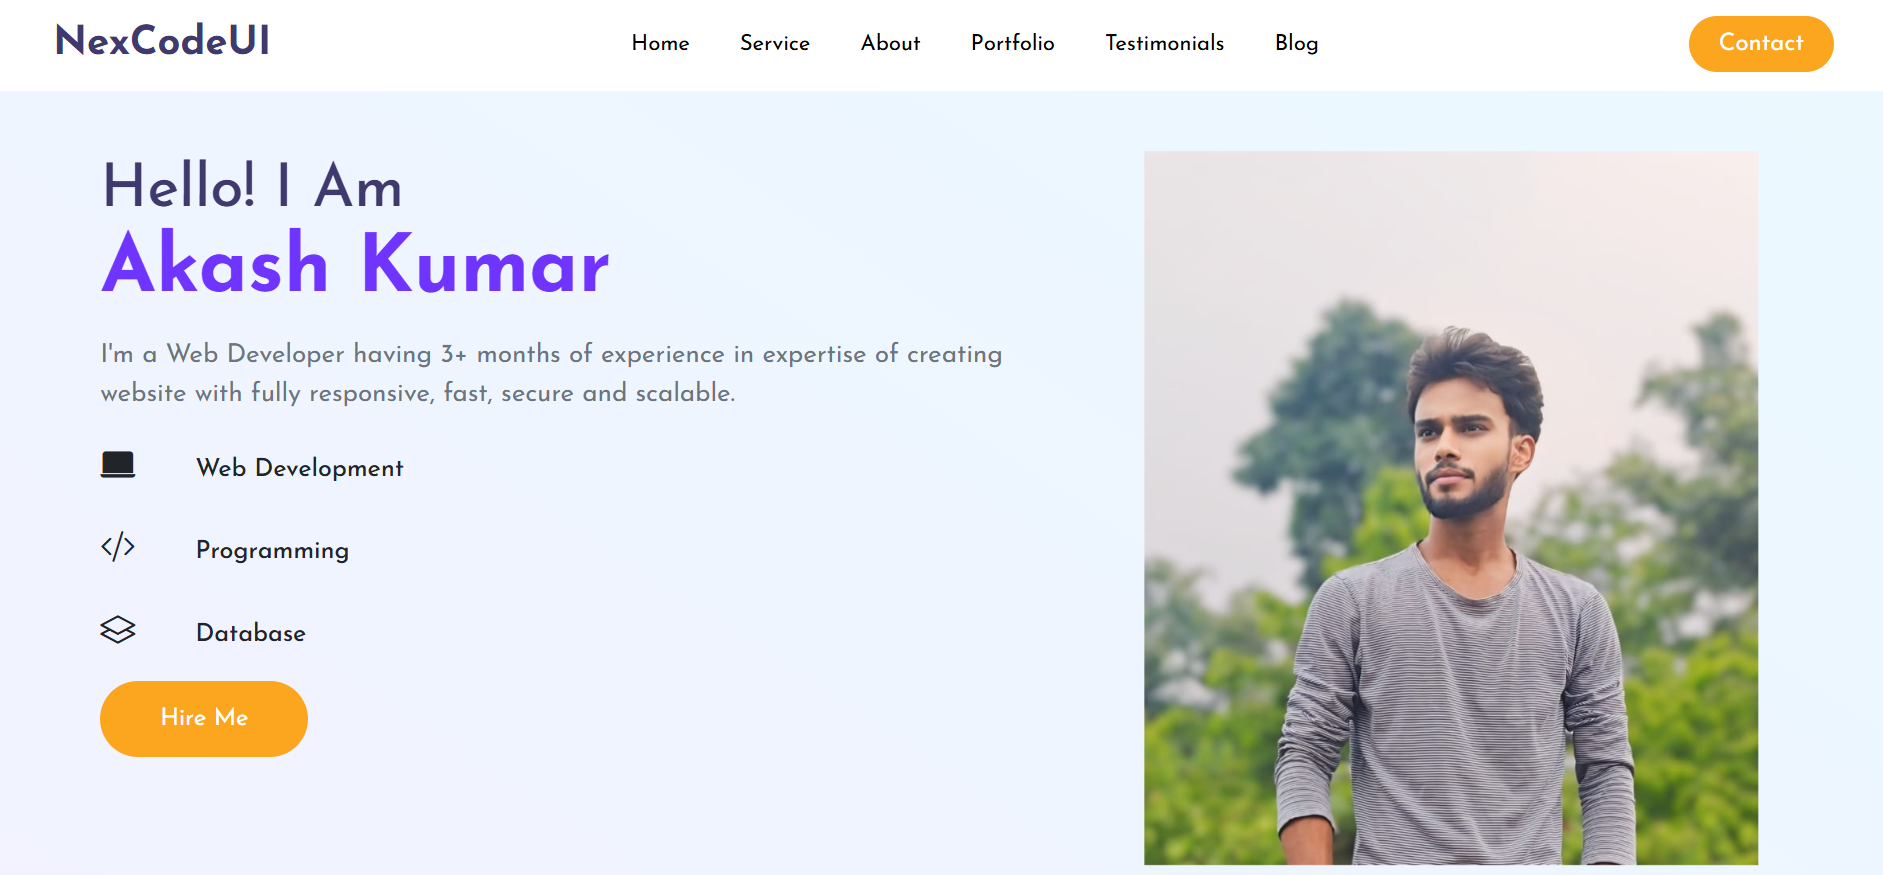 NexCodeUI
Home Service About Portfolio Testimonials Blog
Contact
Hello! I Am
Akash Kumar
I'm a Web Developer having 3+ months of experience in expertise of creating
website with fully responsive, fast, secure and scalable.
Web Development
Programming
Database
Hire Me